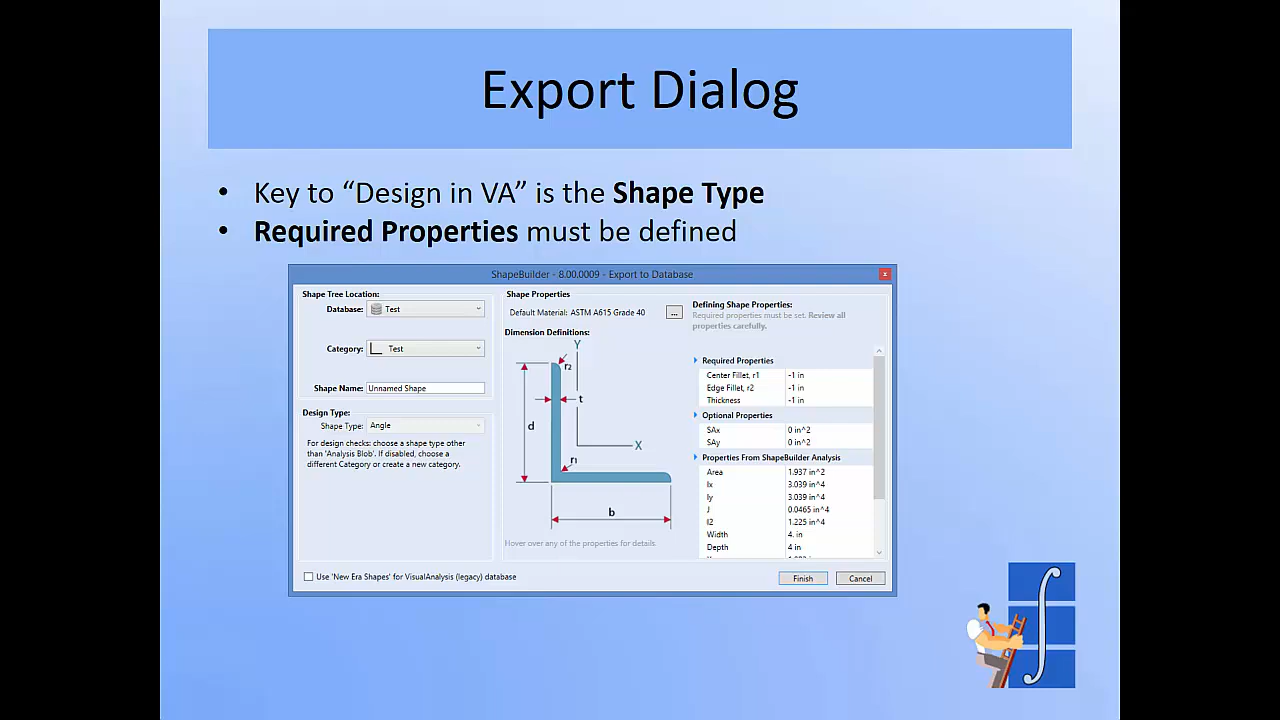 Export Dialog
• Key to “Design in VA” is the Shape Type
• Required Properties must be defined
ShapeBuilder - 8.00.0009 - Export to Database
x
Shape Tree Location:
Database: Test
Category: Test
Shape Name: Unnamed Shape
Design Type:
Shape Type: Angle
For design checks: choose a shape type other
than 'Analysis Blob'. If disabled, choose a
different Category or create a new category.
Shape Properties
Default Material: ASTM A615 Grade 40 ...
Dimension Definitions:
Y
r2
t
d
X
r1
b
Hover over any of the properties for details.
Defining Shape Properties:
Required properties must be set. Review all
properties carefully.
Required Properties
Center Fillet, r1 -1 in
Edge Fillet, r2 -1 in
Thickness -1 in
Optional Properties
SAx 0 in^2
SAy 0 in^2
Properties From ShapeBuilder Analysis
Area 1.937 in^2
Ix 3.039 in^4
Iy 3.039 in^4
J 0.0465 in^4
I2 1.225 in^4
Width 4. in
Depth 4 in
Use 'New Era Shapes' for VisualAnalysis (legacy) database
Finish Cancel